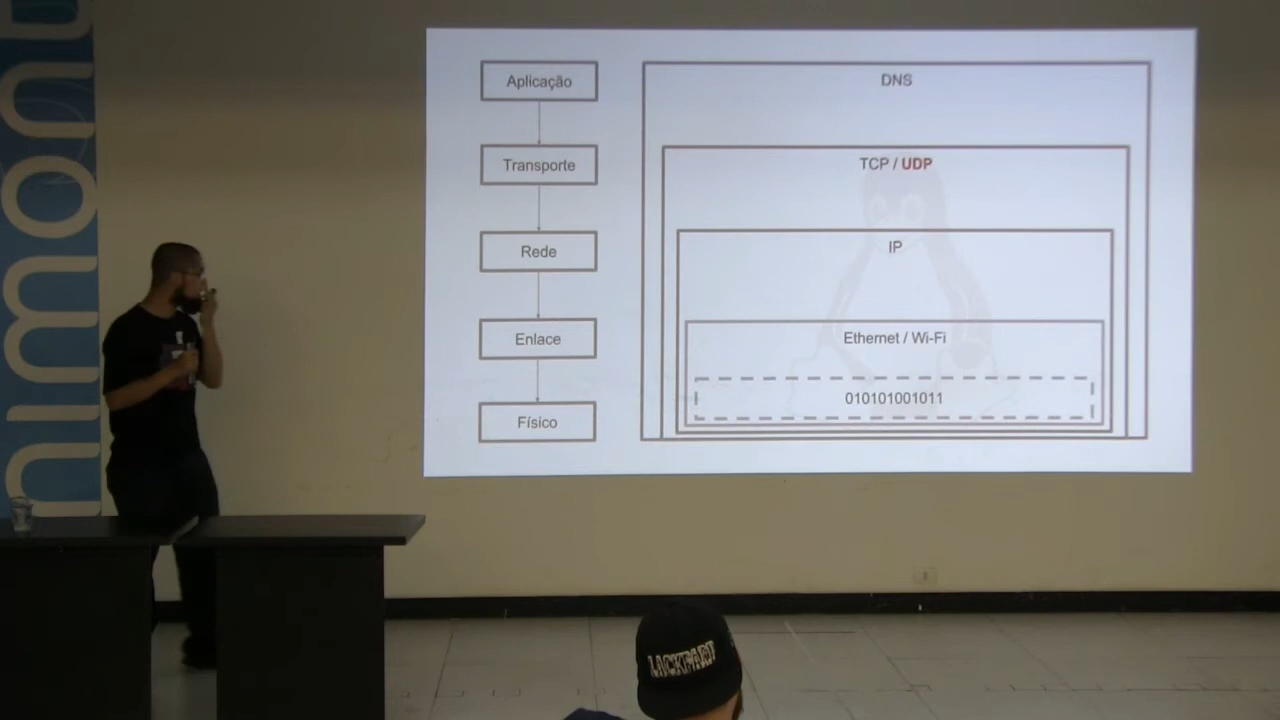 Aplicação
Transporte
Rede
Enlace
Físico
DNS
TCP / UDP
IP
Ethernet / Wi-Fi
010101001011